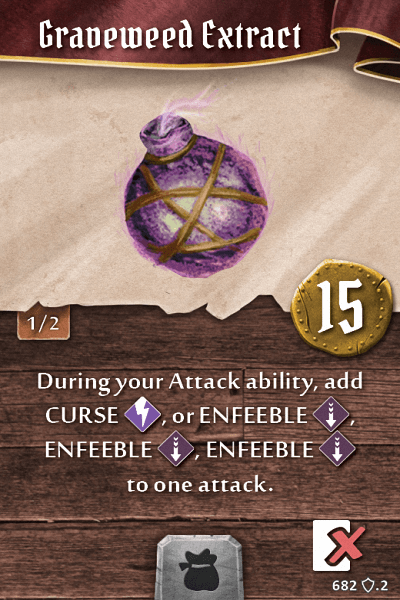 Graveweed Extract
1/2
15
During your Attack ability, add
CURSE, or ENFEEBLE,
ENFEEBLE, ENFEEBLE
to one attack.
682 .2